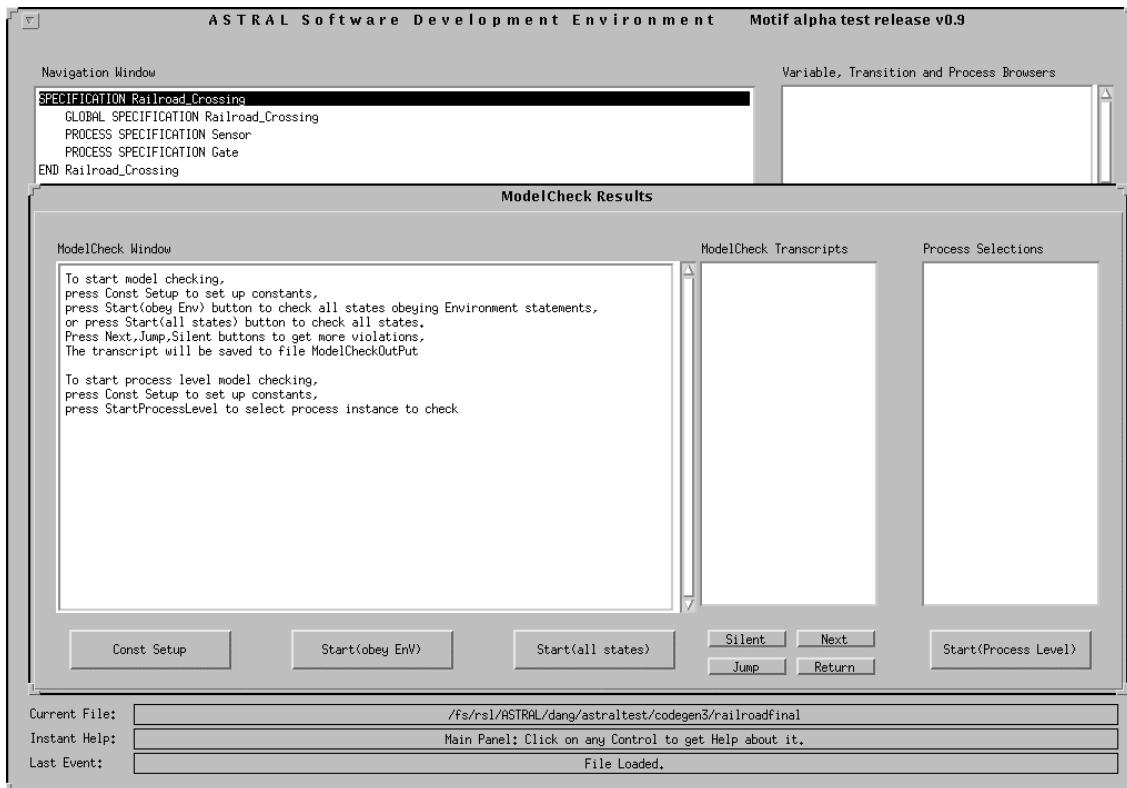 ASTRAL Software Development Environment Motif alpha test release v0.9
Navigation Window
Variable, Transition and Process Browsers
SPECIFICATION Railroad_Crossing
GLOBAL SPECIFICATION Railroad_Crossing
PROCESS SPECIFICATION Sensor
PROCESS SPECIFICATION Gate
END Railroad_Crossing
ModelCheck Results
ModelCheck Window
ModelCheck Transcripts
Process Selections
To start model checking,
press Const Setup to set up constants,
press Start(obey Env) button to check all states obeying Environment statements,
or press Start(all states) button to check all states.
Press Next,Jump,Silent buttons to get more violations,
The transcript will be saved to file ModelCheckOutPut
To start process level model checking,
press Const Setup to set up constants,
press StartProcessLevel to select process instance to check
Const Setup
Start(obey EnV)
Start(all states)
Silent
Next
Jump
Return
Start(Process Level)
Current File: /fs/rsl/ASTRAL/dang/astraltest/codegen3/railroadfinal
Instant Help: Main Panel: Click on any Control to get Help about it.
Last Event: File Loaded.